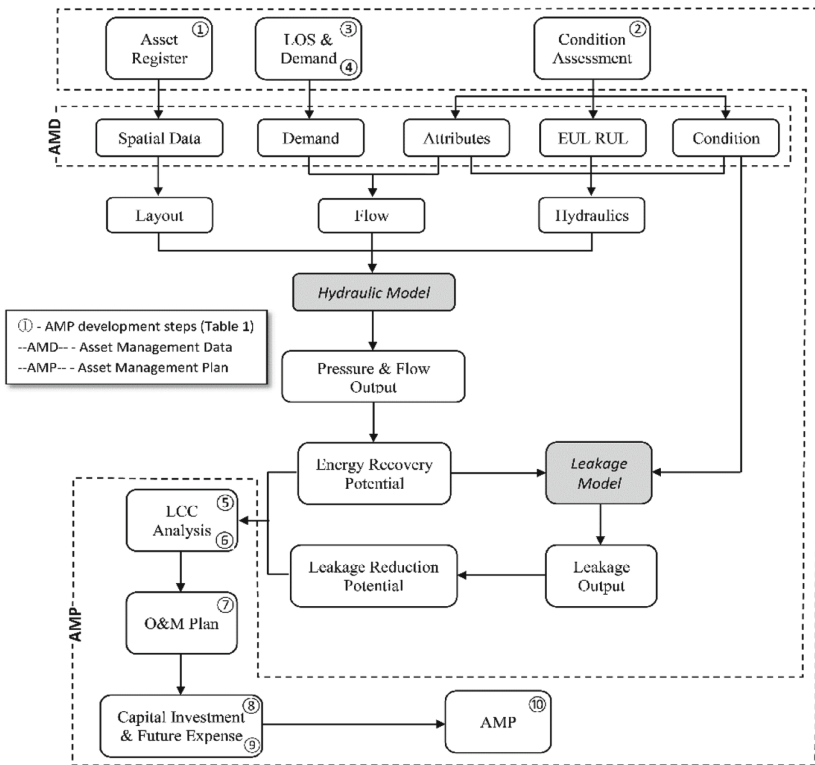 Asset
Register
①
LOS &
Demand
③
④
Condition
Assessment
②
AMD
Spatial Data
Demand
Attributes
EUL RUL
Condition
Layout
Flow
Hydraulics
Hydraulic Model
① - AMP development steps (Table 1)
--AMD-- - Asset Management Data
--AMP-- - Asset Management Plan
Pressure & Flow
Output
Energy Recovery
Potential
Leakage
Model
LCC
Analysis
⑤
⑥
Leakage Reduction
Potential
Leakage
Output
AMP
O&M Plan
⑦
Capital Investment
& Future Expense
⑧
⑨
AMP
⑩